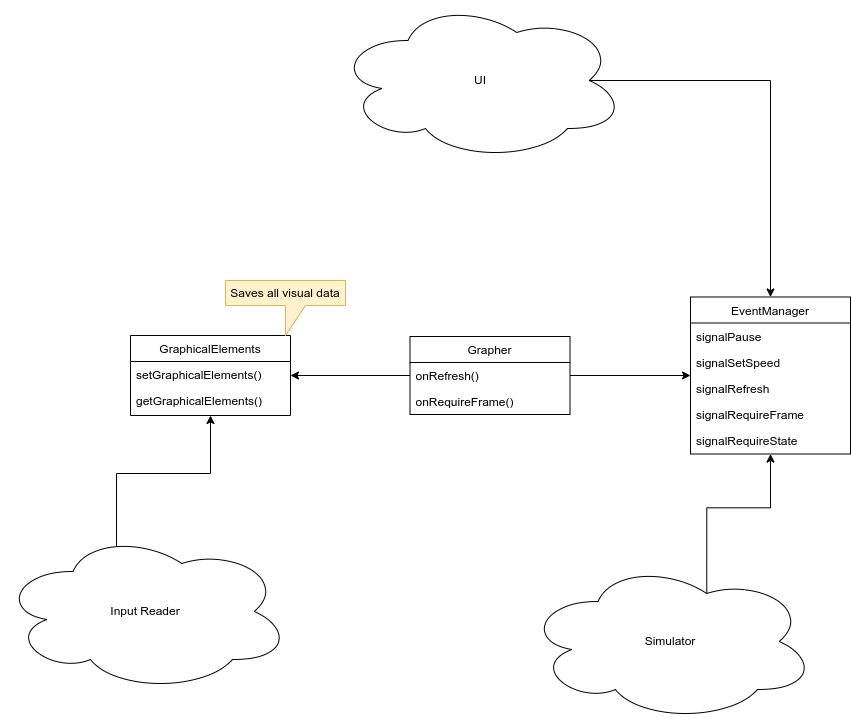 UI
Saves all visual data
EventManager
signalPause
signalSetSpeed
signalRefresh
signalRequireFrame
signalRequireState
GraphicalElements
setGraphicalElements()
getGraphicalElements()
Grapher
onRefresh()
onRequireFrame()
Input Reader
Simulator